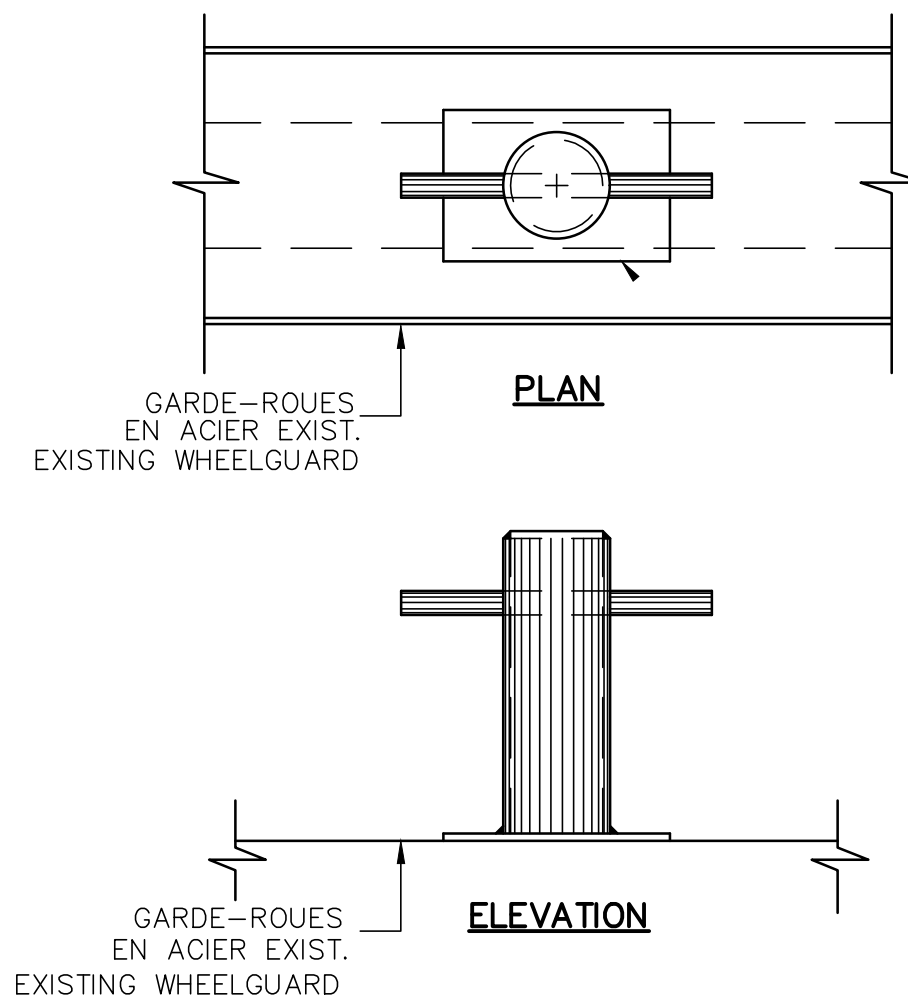 PLAN
GARDE-ROUES
EN ACIER EXIST.
EXISTING WHEELGUARD
ELEVATION
GARDE-ROUES
EN ACIER EXIST.
EXISTING WHEELGUARD